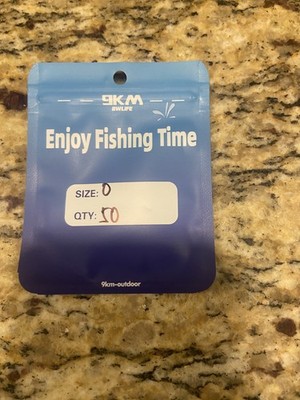 9KM
DWLIFE
Enjoy Fishing Time
SIZE: 0
QTY: 50
9km-outdoor